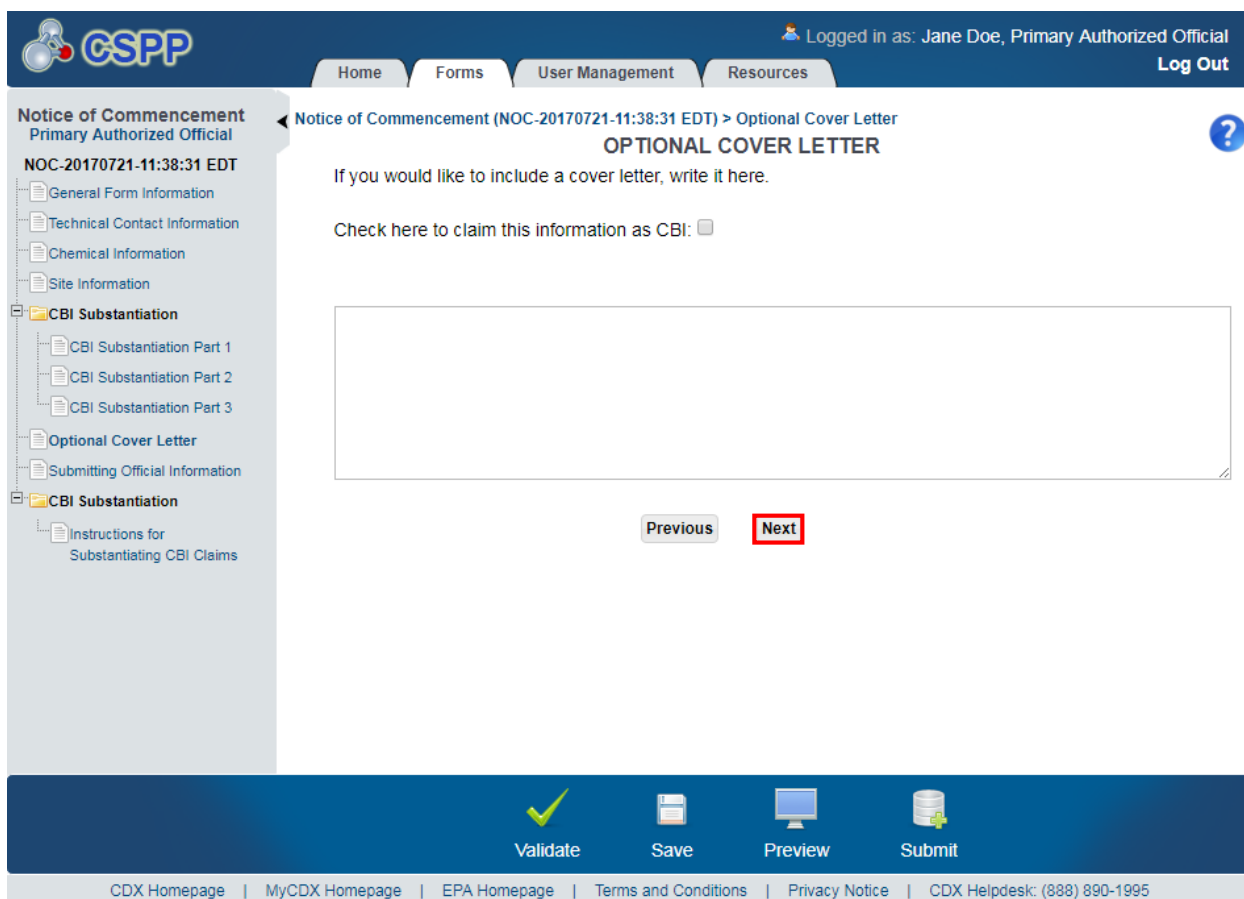 CSPP
Logged in as: Jane Doe, Primary Authorized Official
Log Out
Home
Forms
User Management
Resources
Notice of Commencement
Primary Authorized Official
NOC-20170721-11:38:31 EDT
General Form Information
Technical Contact Information
Chemical Information
Site Information
CBI Substantiation
CBI Substantiation Part 1
CBI Substantiation Part 2
CBI Substantiation Part 3
Optional Cover Letter
Submitting Official Information
CBI Substantiation
Instructions for
Substantiating CBI Claims
Notice of Commencement (NOC-20170721-11:38:31 EDT) > Optional Cover Letter
?
OPTIONAL COVER LETTER
If you would like to include a cover letter, write it here.
Check here to claim this information as CBI:
Previous
Next
Validate
Save
Preview
Submit
CDX Homepage | MyCDX Homepage | EPA Homepage | Terms and Conditions | Privacy Notice | CDX Helpdesk: (888) 890-1995